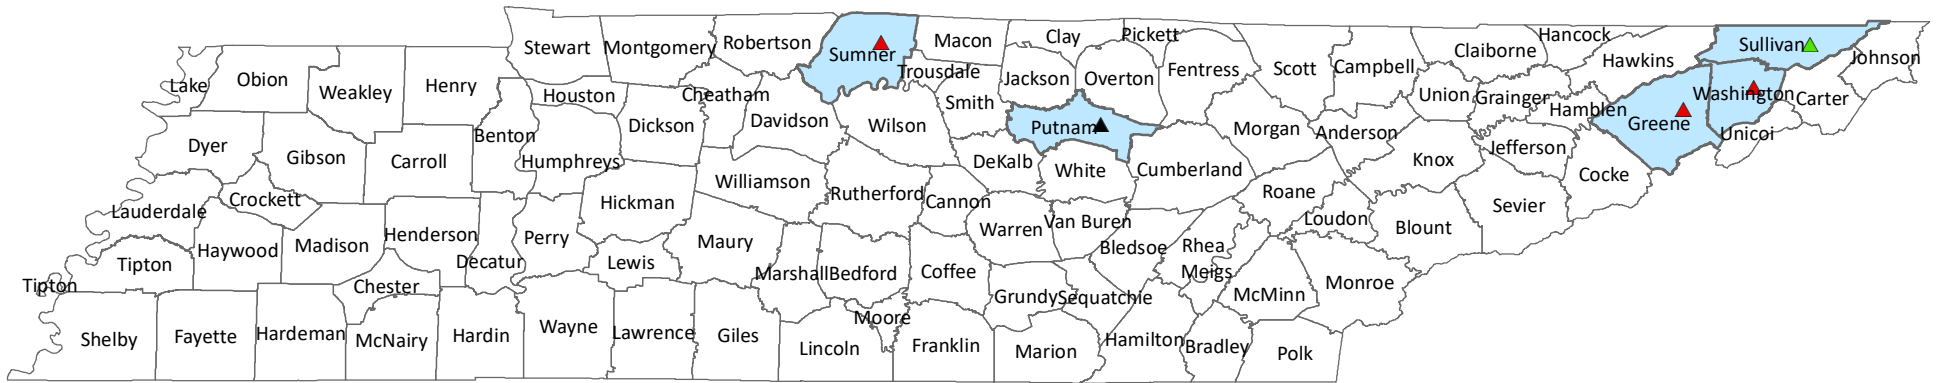 Stewart
Montgomery
Robertson
Sumner
Macon
Clay
Pickett
Hancock
Sullivan
Johnson
Lake
Obion
Weakley
Henry
Houston
Cheatham
Trousdale
Jackson
Overton
Fentress
Scott
Campbell
Claiborne
Hawkins
Smith
Union
Grainger
Hamblen
Washington
Carter
Dyer
Gibson
Carroll
Benton
Humphreys
Dickson
Davidson
Wilson
Putnam
Morgan
Anderson
Greene
Unicoi
DeKalb
White
Cumberland
Knox
Jefferson
Cocke
Lauderdale
Crockett
Williamson
Rutherford
Cannon
Roane
Sevier
Haywood
Madison
Henderson
Decatur
Perry
Hickman
Maury
Warren
Van Buren
Bledsoe
Rhea
Loudon
Blount
Tipton
Tipton
Chester
Lewis
Marshall
Bedford
Coffee
Grundy
Sequatchie
Meigs
McMinn
Monroe
Shelby
Fayette
Hardeman
McNairy
Hardin
Wayne
Lawrence
Giles
Lincoln
Moore
Franklin
Marion
Hamilton
Bradley
Polk